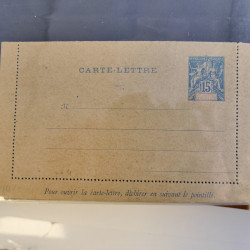 CARTE-LETTRE
15
M
Pour ouvrir la carte-lettre, déchirer en suivant le pointillé.